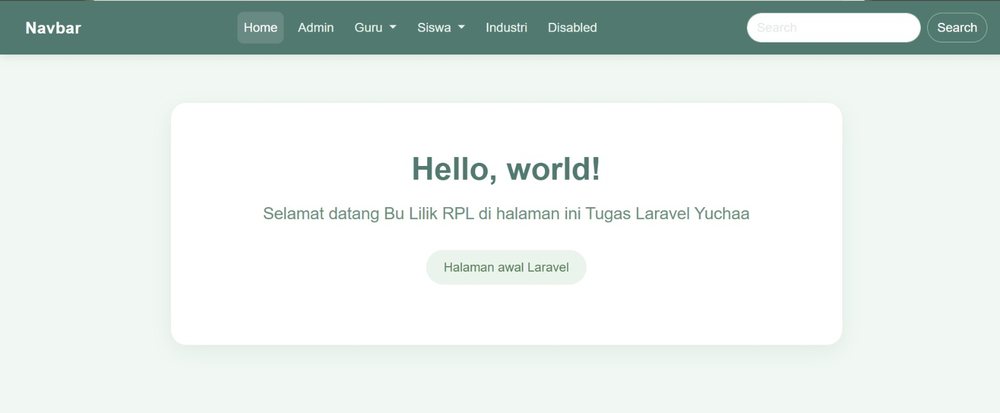 Navbar Home Admin Guru Siswa Industri Disabled Search Search
Hello, world!
Selamat datang Bu Lilik RPL di halaman ini Tugas Laravel Yuchaa
Halaman awal Laravel